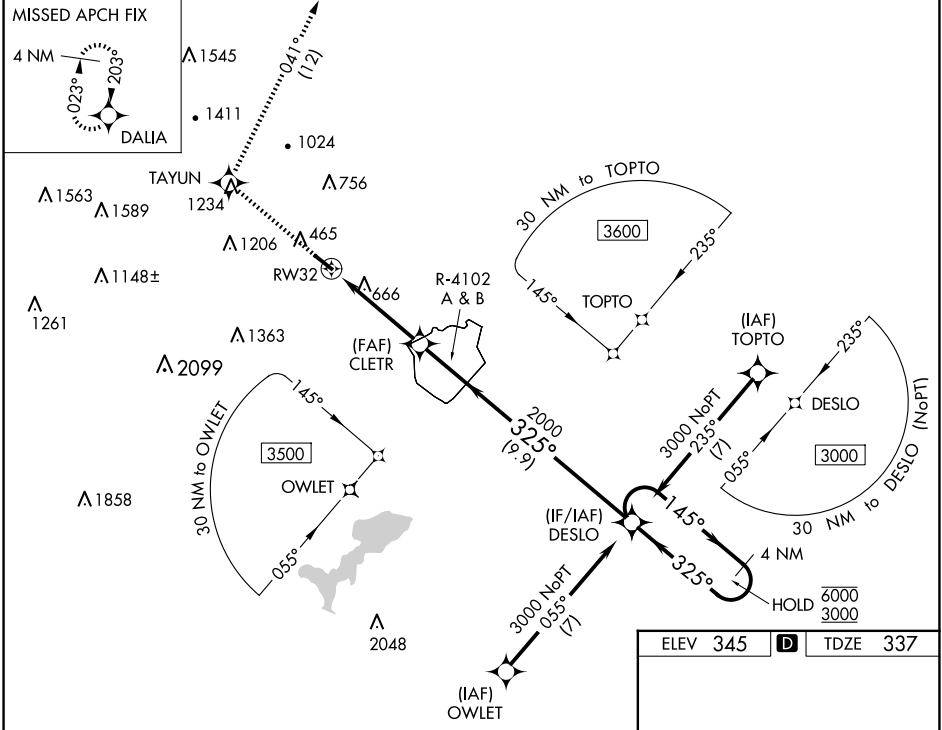 MISSED APCH FIX
4 NM
023°
203°
DALIA
1545
1411
1024
041°
(12)
TAYUN
1234
756
1563
1589
1206
465
RW32
1148±
666
1261
1363
2099
(FAF)
CLETR
R-4102
A & B
30 NM to TOPTO
3600
145°
235°
TOPTO
(IAF)
TOPTO
30 NM to OWLET
145°
3500
OWLET
055°
1858
2048
2000
325°
(9.9)
3000 NoPT
235°
(7)
235°
DESLO
055°
3000
30 NM to DESLO (NoPT)
(IF/IAF)
DESLO
145°
325°
4 NM
HOLD
6000
3000
3000 NoPT
055°
(7)
(IAF)
OWLET
ELEV 345 D TDZE 337